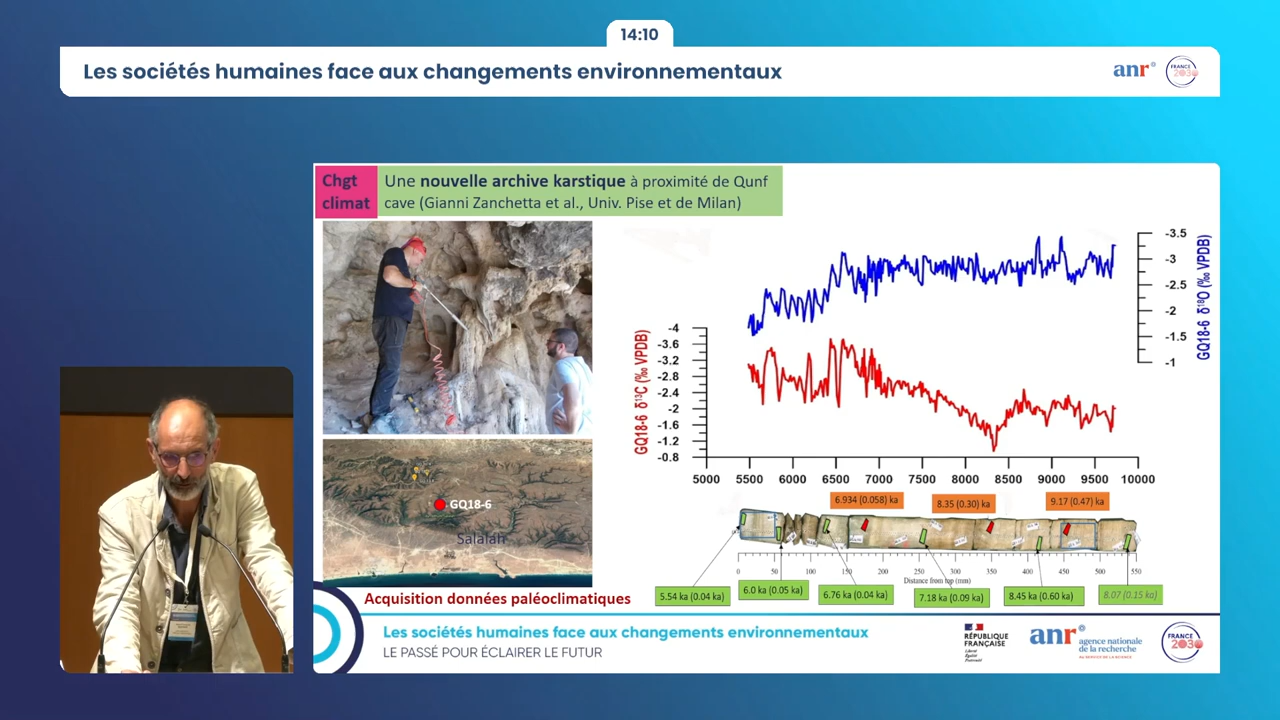 14:10
Les sociétés humaines face aux changements environnementaux
anr
FRANCE
2030
Chgt
climat
Une nouvelle archive karstique à proximité de Qunf
cave (Gianni Zanchetta et al., Univ. Pise et de Milan)
GQ18-6
Salalah
GQ18-6 δ¹³C (‰ VPDB)
-4
-3.6
-3.2
-2.8
-2.4
-2
-1.6
-1.2
-0.8
-3.5
-3
-2.5
-2
-1.5
-1
GQ18-6 δ¹⁸O (‰ VPDB)
5000 5500 6000 6500 7000 7500 8000 8500 9000 9500 10000
6.934 (0.058) ka 8.35 (0.30) ka 9.17 (0.47) ka
0 50 100 150 200 250 300 350 400 450 500 550
Distance from top (mm)
5.54 ka (0.04 ka) 6.0 ka (0.05 ka) 6.76 ka (0.04 ka) 7.18 ka (0.09 ka) 8.45 ka (0.60 ka) 8.07 (0.15 ka)
Acquisition données paléoclimatiques
Les sociétés humaines face aux changements environnementaux
LE PASSÉ POUR ÉCLAIRER LE FUTUR
RÉPUBLIQUE
FRANÇAISE
Liberté
Égalité
Fraternité
anr
agence nationale
de la recherche
AU SERVICE DE LA SCIENCE
FRANCE
2030